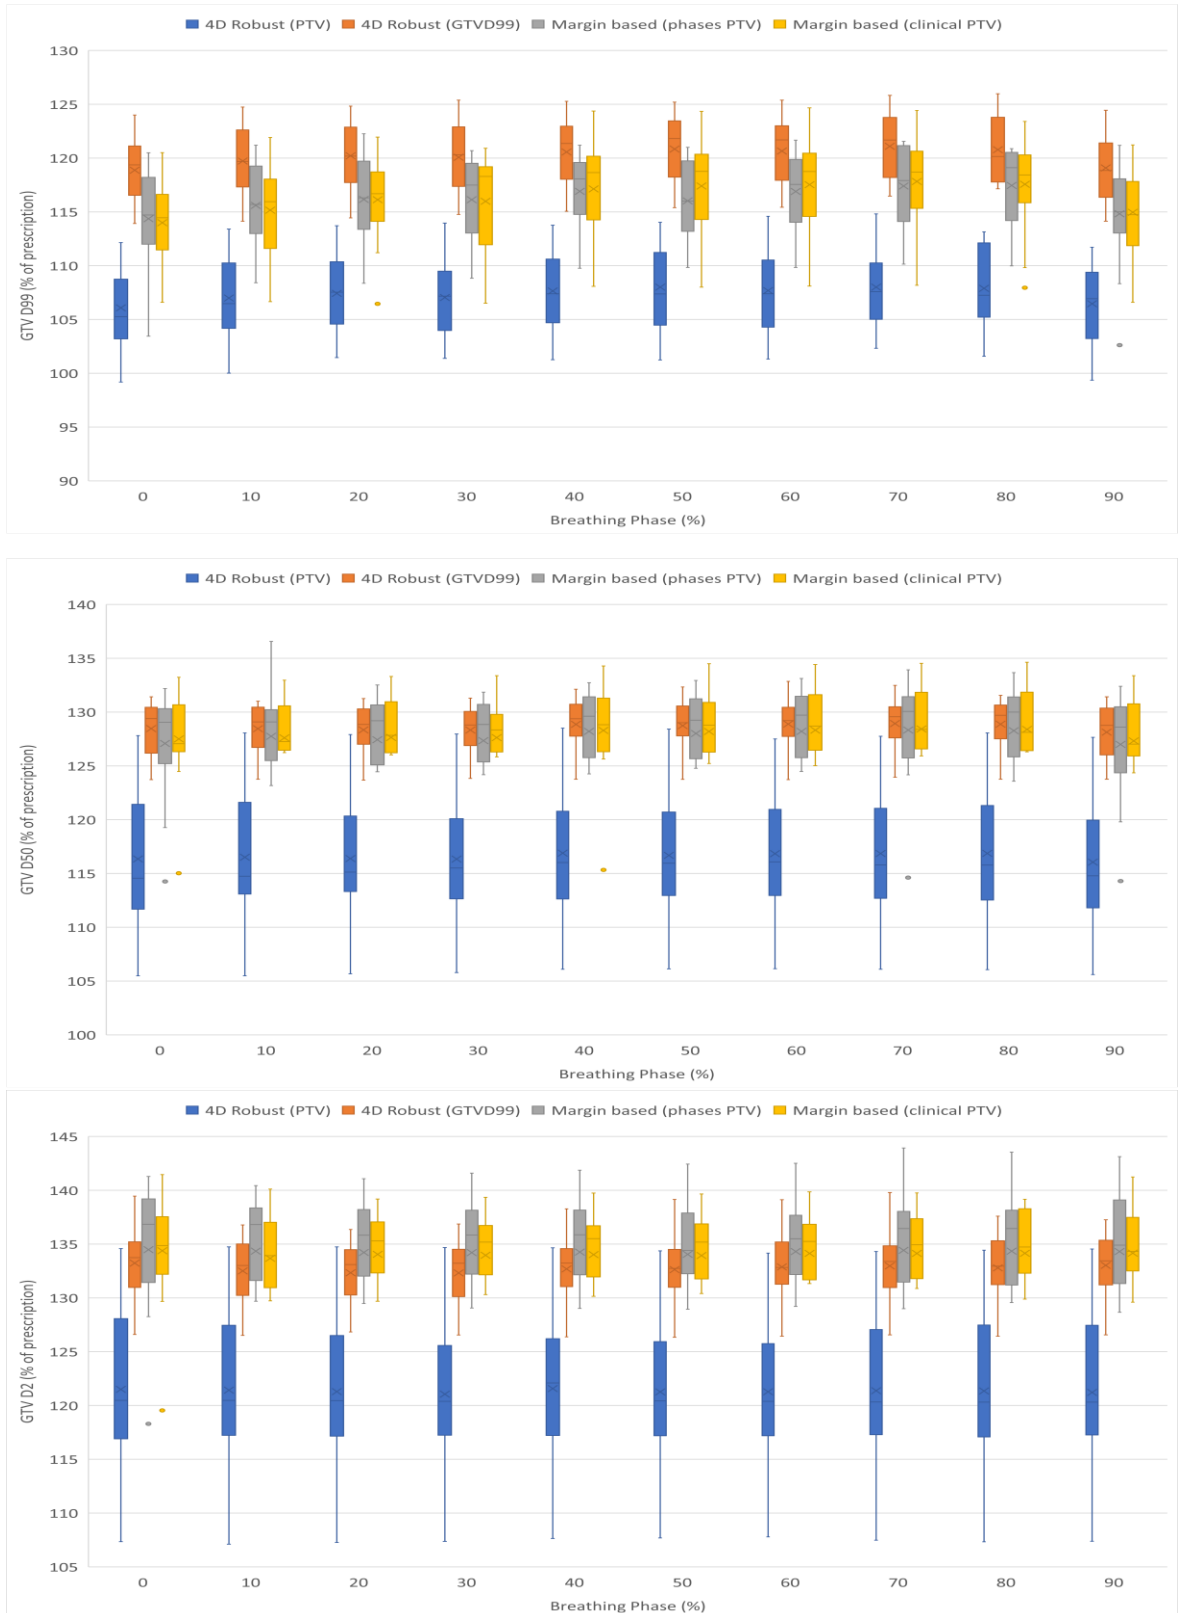 4D Robust (PTV) 4D Robust (GTVD99) Margin based (phases PTV) Margin based (clinical PTV)
130
125
120
115
110
105
100
95
90
GTV D99 (% of prescription)
0 10 20 30 40 50 60 70 80 90
Breathing Phase (%)
4D Robust (PTV) 4D Robust (GTVD99) Margin based (phases PTV) Margin based (clinical PTV)
140
135
130
125
120
115
110
105
100
GTV D50 (% of prescription)
0 10 20 30 40 50 60 70 80 90
Breathing Phase (%)
4D Robust (PTV) 4D Robust (GTVD99) Margin based (phases PTV) Margin based (clinical PTV)
145
140
135
130
125
120
115
110
105
GTV D2 (% of prescription)
0 10 20 30 40 50 60 70 80 90
Breathing Phase (%)